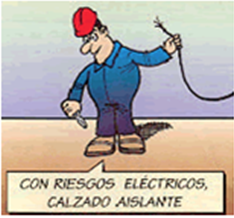 CON RIESGOS ELÉCTRICOS,
CALZADO AISLANTE